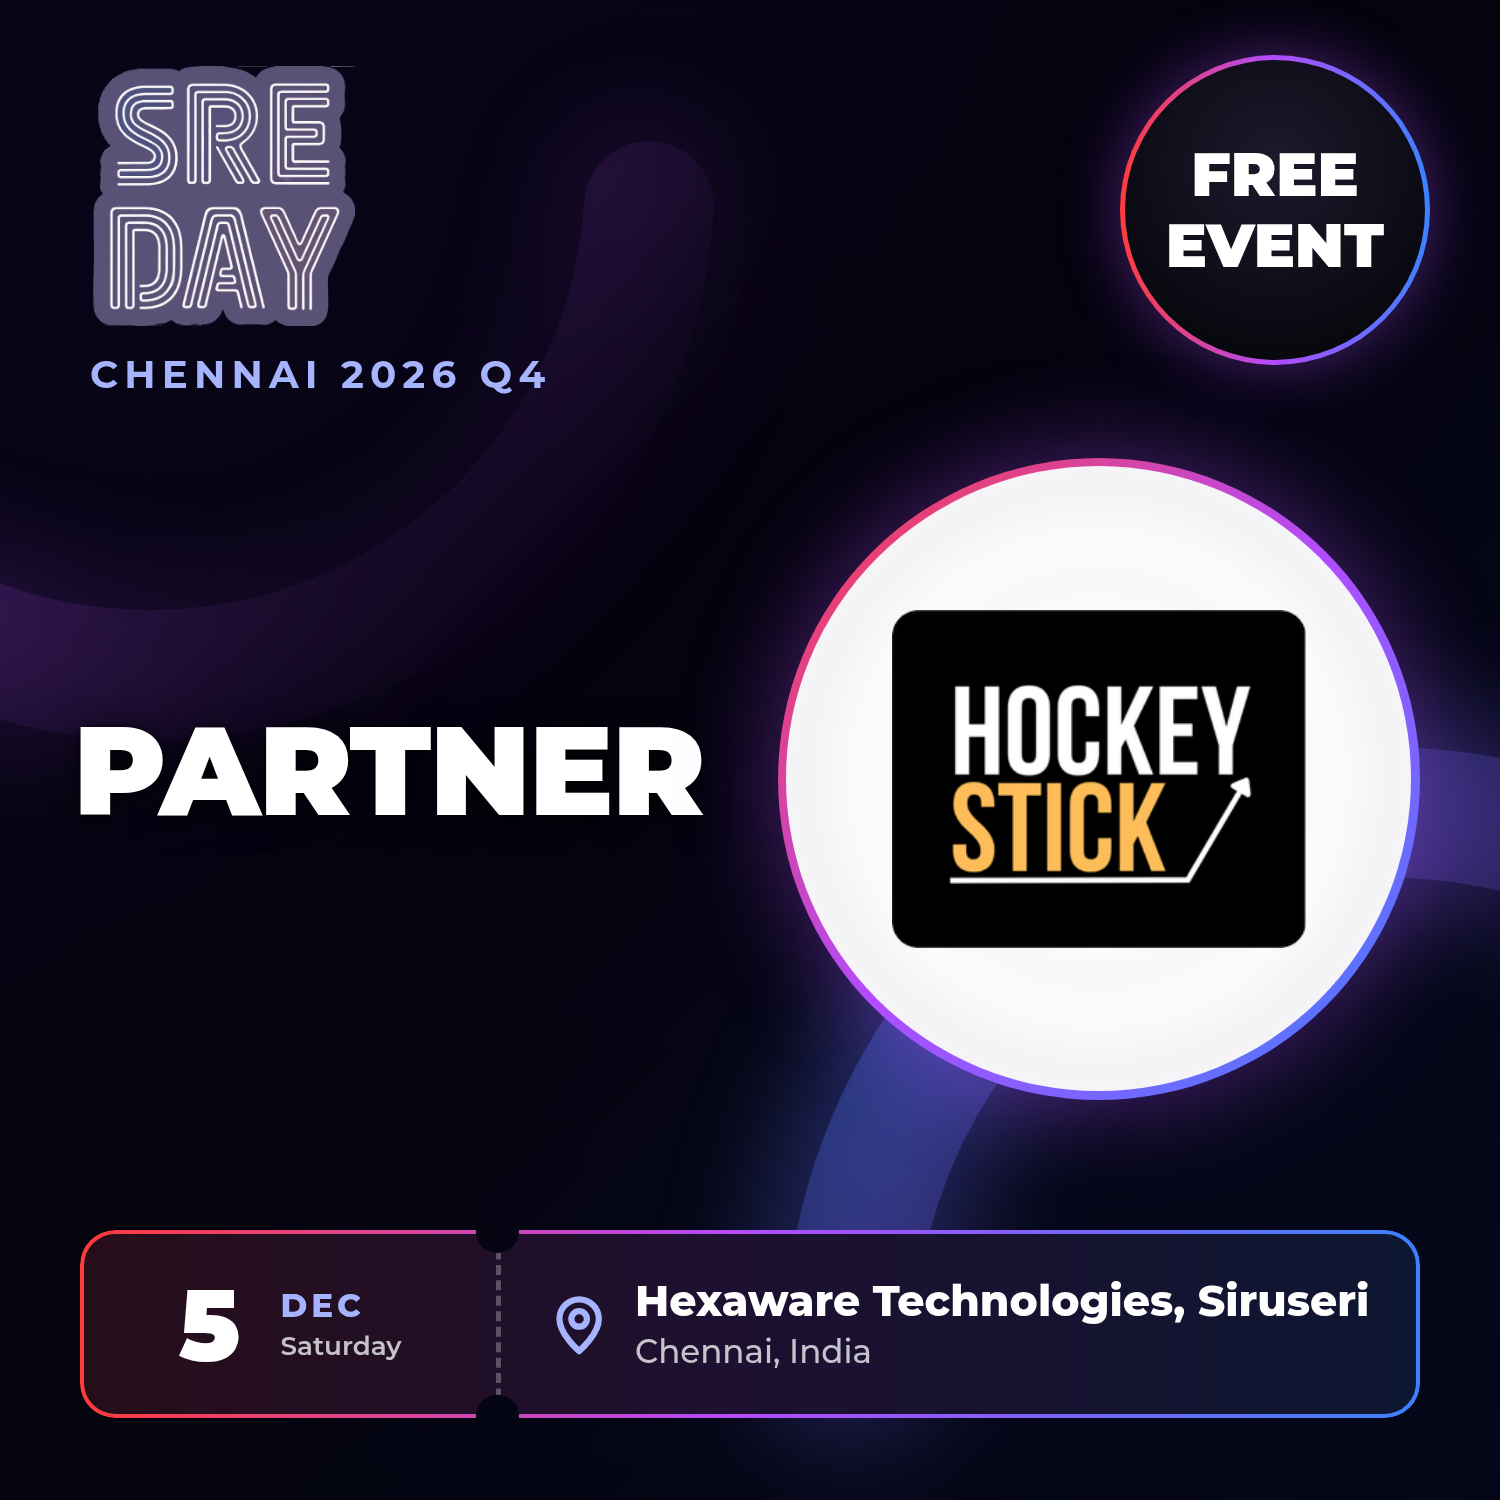 SRE
DAY
CHENNAI 2026 Q4
FREE
EVENT
PARTNER
HOCKEY
STICK
5
DEC
Saturday
Hexaware Technologies, Siruseri
Chennai, India